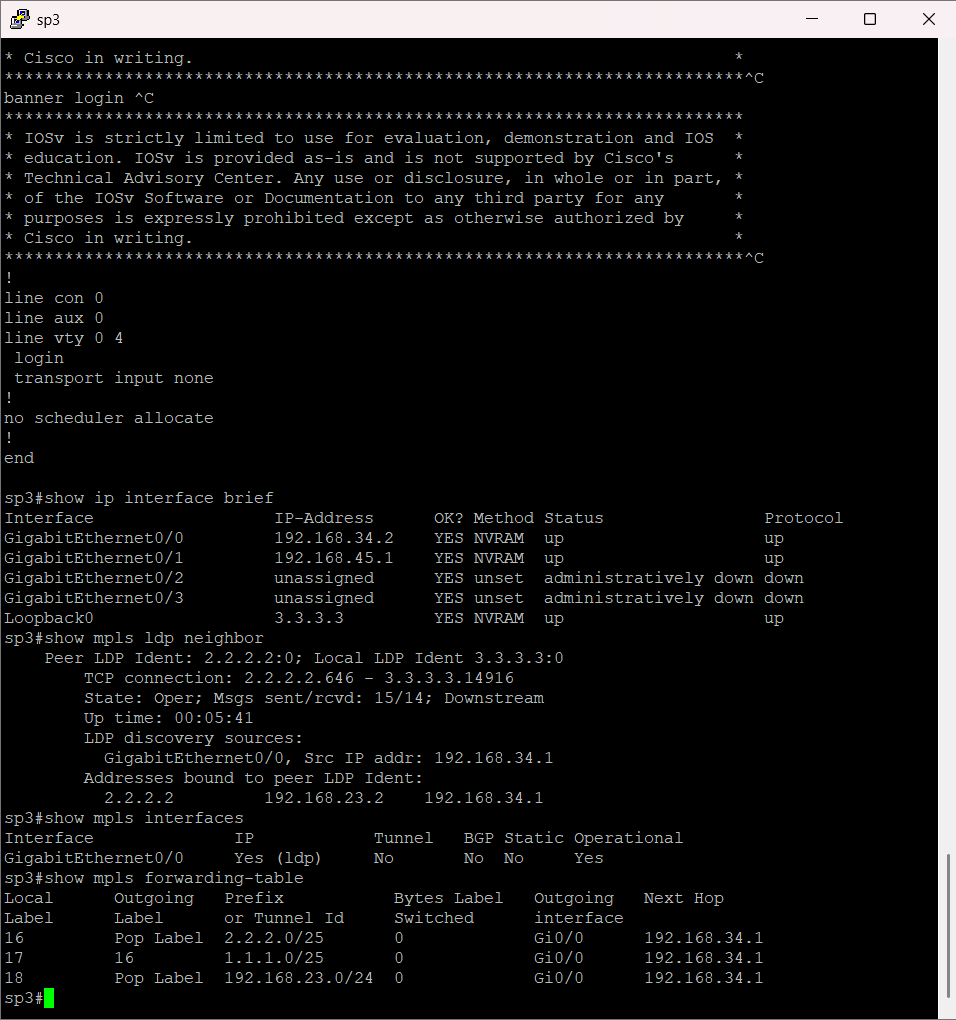 sp3
* Cisco in writing.                                                       *
**************************************************************************^C
banner login ^C
**************************************************************************
* IOSv is strictly limited to use for evaluation, demonstration and IOS  *
* education. IOSv is provided as-is and is not supported by Cisco's      *
* Technical Advisory Center. Any use or disclosure, in whole or in part, *
* of the IOSv Software or Documentation to any third party for any       *
* purposes is expressly prohibited except as otherwise authorized by     *
* Cisco in writing.                                                      *
**************************************************************************^C
!
line con 0
line aux 0
line vty 0 4
 login
 transport input none
!
no scheduler allocate
!
end
sp3#show ip interface brief
Interface                  IP-Address      OK? Method Status                Protocol
GigabitEthernet0/0         192.168.34.2    YES NVRAM  up                    up
GigabitEthernet0/1         192.168.45.1    YES NVRAM  up                    up
GigabitEthernet0/2         unassigned      YES unset  administratively down down
GigabitEthernet0/3         unassigned      YES unset  administratively down down
Loopback0                  3.3.3.3         YES NVRAM  up                    up
sp3#show mpls ldp neighbor
    Peer LDP Ident: 2.2.2.2:0; Local LDP Ident 3.3.3.3:0
        TCP connection: 2.2.2.2.646 - 3.3.3.3.14916
        State: Oper; Msgs sent/rcvd: 15/14; Downstream
        Up time: 00:05:41
        LDP discovery sources:
          GigabitEthernet0/0, Src IP addr: 192.168.34.1
        Addresses bound to peer LDP Ident:
          2.2.2.2         192.168.23.2    192.168.34.1
sp3#show mpls interfaces
Interface              IP            Tunnel   BGP Static Operational
GigabitEthernet0/0     Yes (ldp)     No       No  No     Yes
sp3#show mpls forwarding-table
Local      Outgoing   Prefix           Bytes Label   Outgoing   Next Hop
Label      Label      or Tunnel Id     Switched      interface
16         Pop Label  2.2.2.0/25       0             Gi0/0      192.168.34.1
17         16         1.1.1.0/25       0             Gi0/0      192.168.34.1
18         Pop Label  192.168.23.0/24  0             Gi0/0      192.168.34.1
sp3#